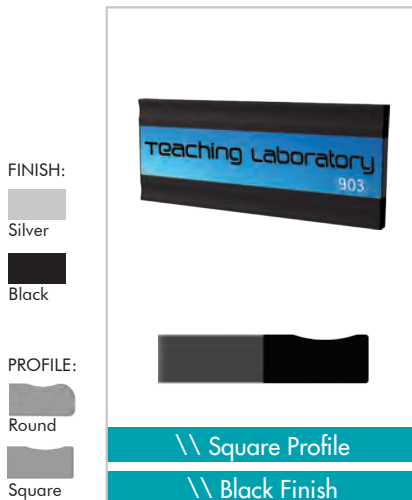 FINISH:
Silver
Black
PROFILE:
Round
Square
Teaching Laboratory
903
\\ Square Profile
\\ Black Finish